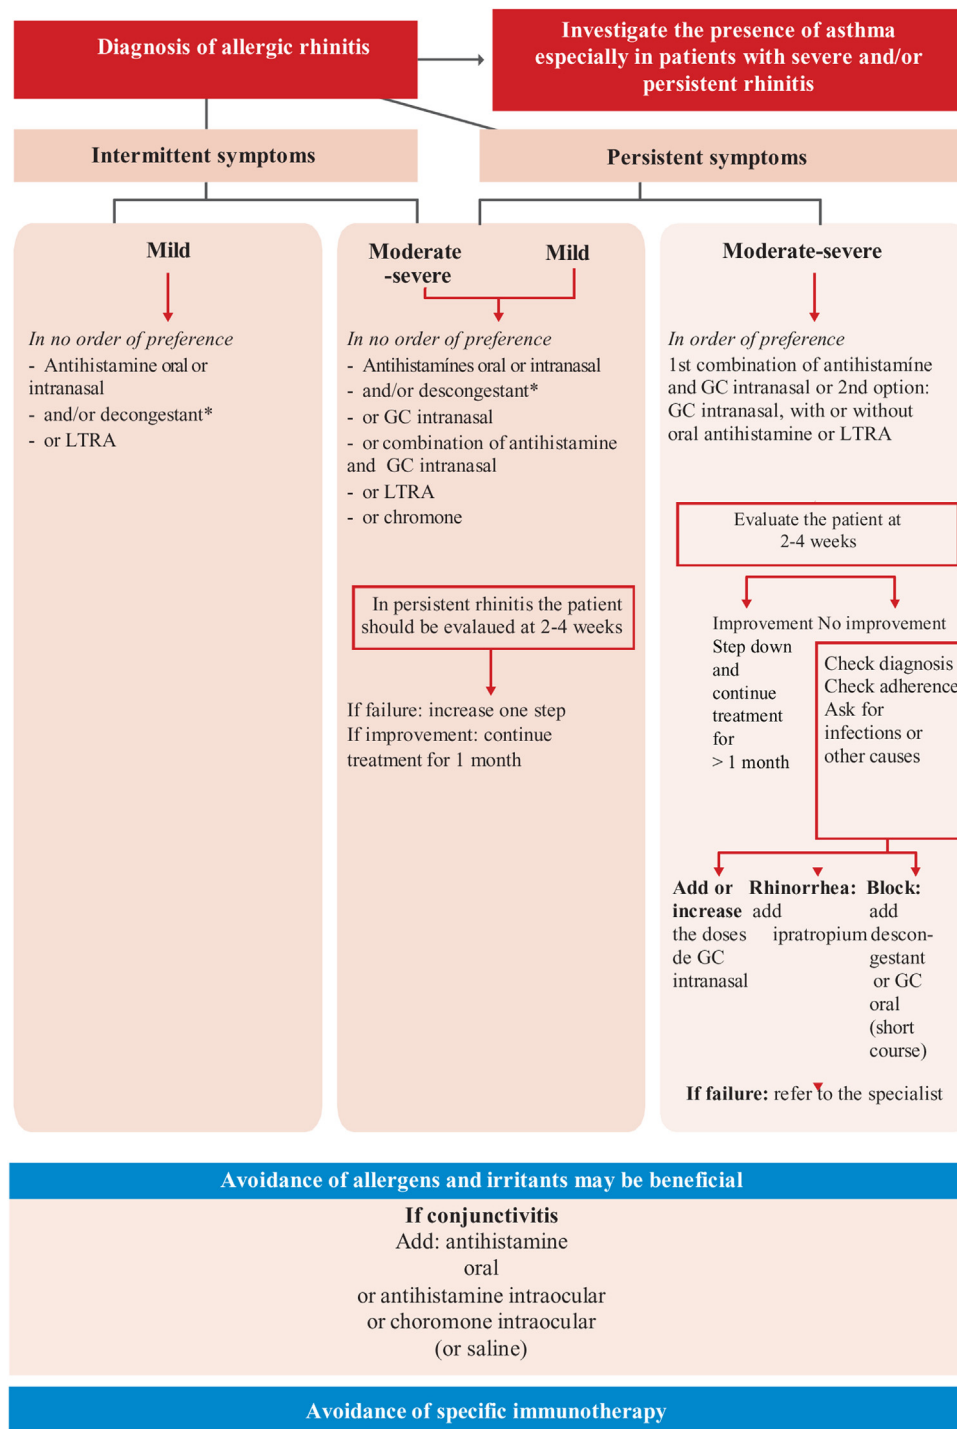 Diagnosis of allergic rhinitis
Investigate the presence of asthma
especially in patients with severe and/or
persistent rhinitis
Intermittent symptoms
Persistent symptoms
Mild
In no order of preference
- Antihistamine oral or
intranasal
- and/or decongestant*
- or LTRA
Moderate
-severe
Mild
In no order of preference
- Antihistamínes oral or intranasal
- and/or descongestant*
- or GC intranasal
- or combination of antihistamine
and GC intranasal
- or LTRA
- or chromone
In persistent rhinitis the patient
should be evalaued at 2-4 weeks
If failure: increase one step
If improvement: continue
treatment for 1 month
Moderate-severe
In order of preference
1st combination of antihistamíne
and GC intranasal or 2nd option:
GC intranasal, with or without
oral antihistamine or LTRA
Evaluate the patient at
2-4 weeks
Improvement
Step down
and
continue
treatment
for
> 1 month
No improvement
Check diagnosis
Check adherence
Ask for
infections or
other causes
Add or
increase
the doses
de GC
intranasal
Rhinorrhea:
add
ipratropium
Block:
add
descon-
gestant
or GC
oral
(short
course)
If failure: refer to the specialist
Avoidance of allergens and irritants may be beneficial
If conjunctivitis
Add: antihistamine
oral
or antihistamine intraocular
or choromone intraocular
(or saline)
Avoidance of specific immunotherapy